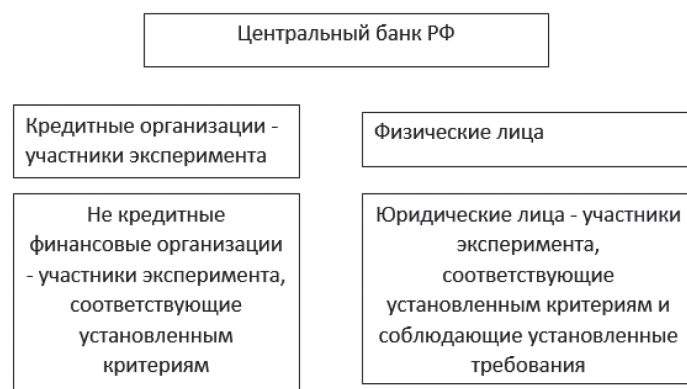 Центральный банк РФ
Кредитные организации -
участники эксперимента
Физические лица
Не кредитные
финансовые организации
- участники эксперимента,
соответствующие
установленным
критериям
Юридические лица - участники
эксперимента,
соответствующие
установленным критериям и
соблюдающие установленные
требования